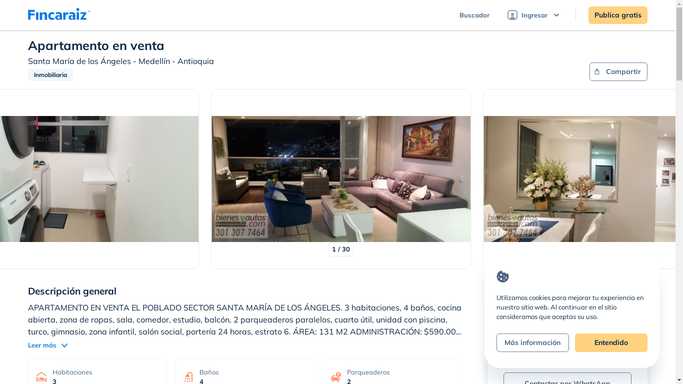 Fincaraiz
Buscador
Ingresar
Publica gratis
Apartamento en venta
Santa María de los Ángeles - Medellín - Antioquia
Inmobiliaria
Compartir
bienes y autos
301 307 7464
bienes y autos
301 307 7464
1 / 30
Descripción general
APARTAMENTO EN VENTA EL POBLADO SECTOR SANTA MARÍA DE LOS ÁNGELES. 3 habitaciones, 4 baños, cocina
abierta, zona de ropas, sala, comedor, estudio, balcón, 2 parqueaderos paralelos, cuarto útil, unidad con piscina,
turco, gimnasio, zona infantil, salón social, portería 24 horas, estrato 6. ÁREA: 131 M2 ADMINISTRACIÓN: $590.00...
Leer más
Habitaciones
3
Baños
4
Parqueaderos
2
Utilizamos cookies para mejorar tu experiencia en
nuestro sitio web. Al continuar en el sitio
consideramos que aceptas su uso.
Más información
Entendido
Contactar por WhatsApp